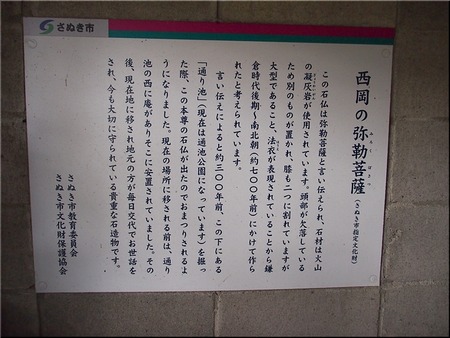 さぬき市
西岡の弥勒菩薩(さぬき市指定文化財)
みろくぼさつ
この石仏は弥勒菩薩と言い伝えられ、石材は火山
の凝灰岩が使用されています。頭部が欠落している
ため別のものが置かれ、膝も二つに割れていますが
大型であること、法衣が表現されていることから鎌
倉時代後期〜南北朝(約七〇〇年前)にかけて作ら
れたと考えられています。
言い伝えによると約三〇〇年前、この下にある
「通り池」(現在は通池公園になっています)を掘っ
た際、この本尊の石仏が出たのでおまつりされるよ
うになりました。現在の場所に移される前は、通り
池の西に庵がありそこに安置されていました。その
後、現在地に移され地元の方が毎日交代でお世話を
され、今も大切に守られている貴重な石造物です。
さぬき市教育委員会
さぬき市文化財保護協会